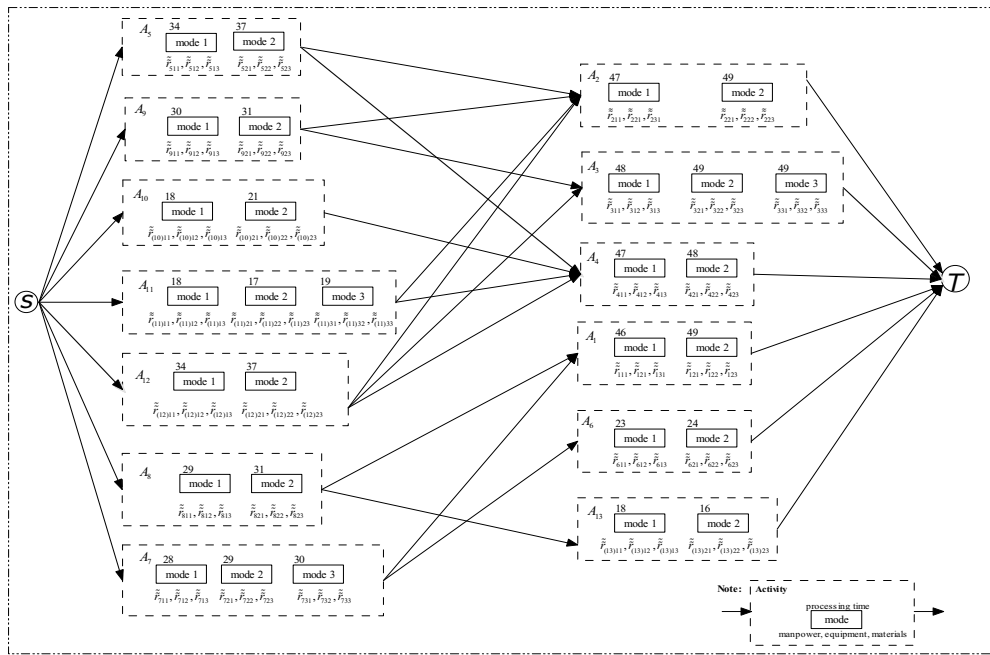 S
A₅
34 37
mode 1 mode 2
r̃̃₅₁₁, r̃̃₅₁₂, r̃̃₅₁₃ r̃̃₅₂₁, r̃̃₅₂₂, r̃̃₅₂₃
A₉
30 31
mode 1 mode 2
r̃̃₉₁₁, r̃̃₉₁₂, r̃̃₉₁₃ r̃̃₉₂₁, r̃̃₉₂₂, r̃̃₉₂₃
A₁₀
18 21
mode 1 mode 2
r̃̃₍₁₀₎₁₁, r̃̃₍₁₀₎₁₂, r̃̃₍₁₀₎₁₃ r̃̃₍₁₀₎₂₁, r̃̃₍₁₀₎₂₂, r̃̃₍₁₀₎₂₃
A₁₁
18 17 19
mode 1 mode 2 mode 3
r̃̃₍₁₁₎₁₁, r̃̃₍₁₁₎₁₂, r̃̃₍₁₁₎₁₃ r̃̃₍₁₁₎₂₁, r̃̃₍₁₁₎₂₂, r̃̃₍₁₁₎₂₃ r̃̃₍₁₁₎₃₁, r̃̃₍₁₁₎₃₂, r̃̃₍₁₁₎₃₃
A₁₂
34 37
mode 1 mode 2
r̃̃₍₁₂₎₁₁, r̃̃₍₁₂₎₁₂, r̃̃₍₁₂₎₁₃ r̃̃₍₁₂₎₂₁, r̃̃₍₁₂₎₂₂, r̃̃₍₁₂₎₂₃
A₈
29 31
mode 1 mode 2
r̃̃₈₁₁, r̃̃₈₁₂, r̃̃₈₁₃ r̃̃₈₂₁, r̃̃₈₂₂, r̃̃₈₂₃
A₇
28 29 30
mode 1 mode 2 mode 3
r̃̃₇₁₁, r̃̃₇₁₂, r̃̃₇₁₃ r̃̃₇₂₁, r̃̃₇₂₂, r̃̃₇₂₃ r̃̃₇₃₁, r̃̃₇₃₂, r̃̃₇₃₃
A₂
47 49
mode 1 mode 2
r̃̃₂₁₁, r̃̃₂₂₁, r̃̃₂₃₁ r̃̃₂₂₁, r̃̃₂₂₂, r̃̃₂₂₃
A₃
48 49 49
mode 1 mode 2 mode 3
r̃̃₃₁₁, r̃̃₃₁₂, r̃̃₃₁₃ r̃̃₃₂₁, r̃̃₃₂₂, r̃̃₃₂₃ r̃̃₃₃₁, r̃̃₃₃₂, r̃̃₃₃₃
A₄
47 48
mode 1 mode 2
r̃̃₄₁₁, r̃̃₄₁₂, r̃̃₄₁₃ r̃̃₄₂₁, r̃̃₄₂₂, r̃̃₄₂₃
A₁
46 49
mode 1 mode 2
r̃̃₁₁₁, r̃̃₁₂₁, r̃̃₁₃₁ r̃̃₁₂₁, r̃̃₁₂₂, r̃̃₁₂₃
A₆
23 24
mode 1 mode 2
r̃̃₆₁₁, r̃̃₆₁₂, r̃̃₆₁₃ r̃̃₆₂₁, r̃̃₆₂₂, r̃̃₆₂₃
A₁₃
18 16
mode 1 mode 2
r̃̃₍₁₃₎₁₁, r̃̃₍₁₃₎₁₂, r̃̃₍₁₃₎₁₃ r̃̃₍₁₃₎₂₁, r̃̃₍₁₃₎₂₂, r̃̃₍₁₃₎₂₃
T
Note: Activity
processing time
mode
manpower, equipment, materials